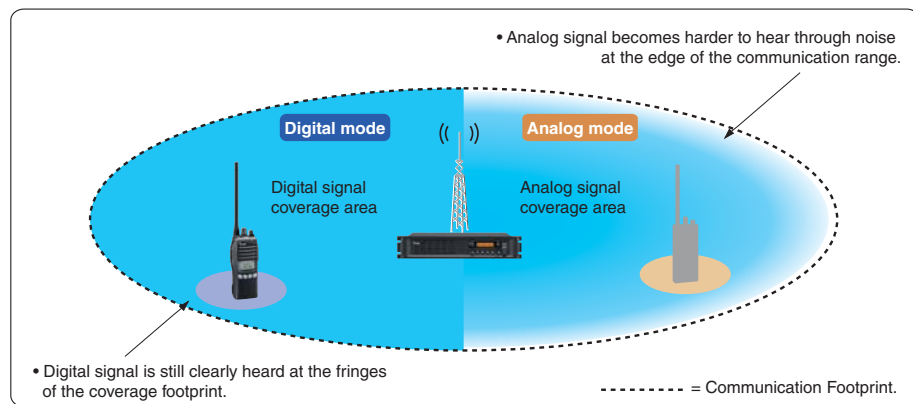 • Analog signal becomes harder to hear through noise
at the edge of the communication range.
Digital mode
Analog mode
Digital signal
coverage area
Analog signal
coverage area
• Digital signal is still clearly heard at the fringes
of the coverage footprint.
= Communication Footprint.